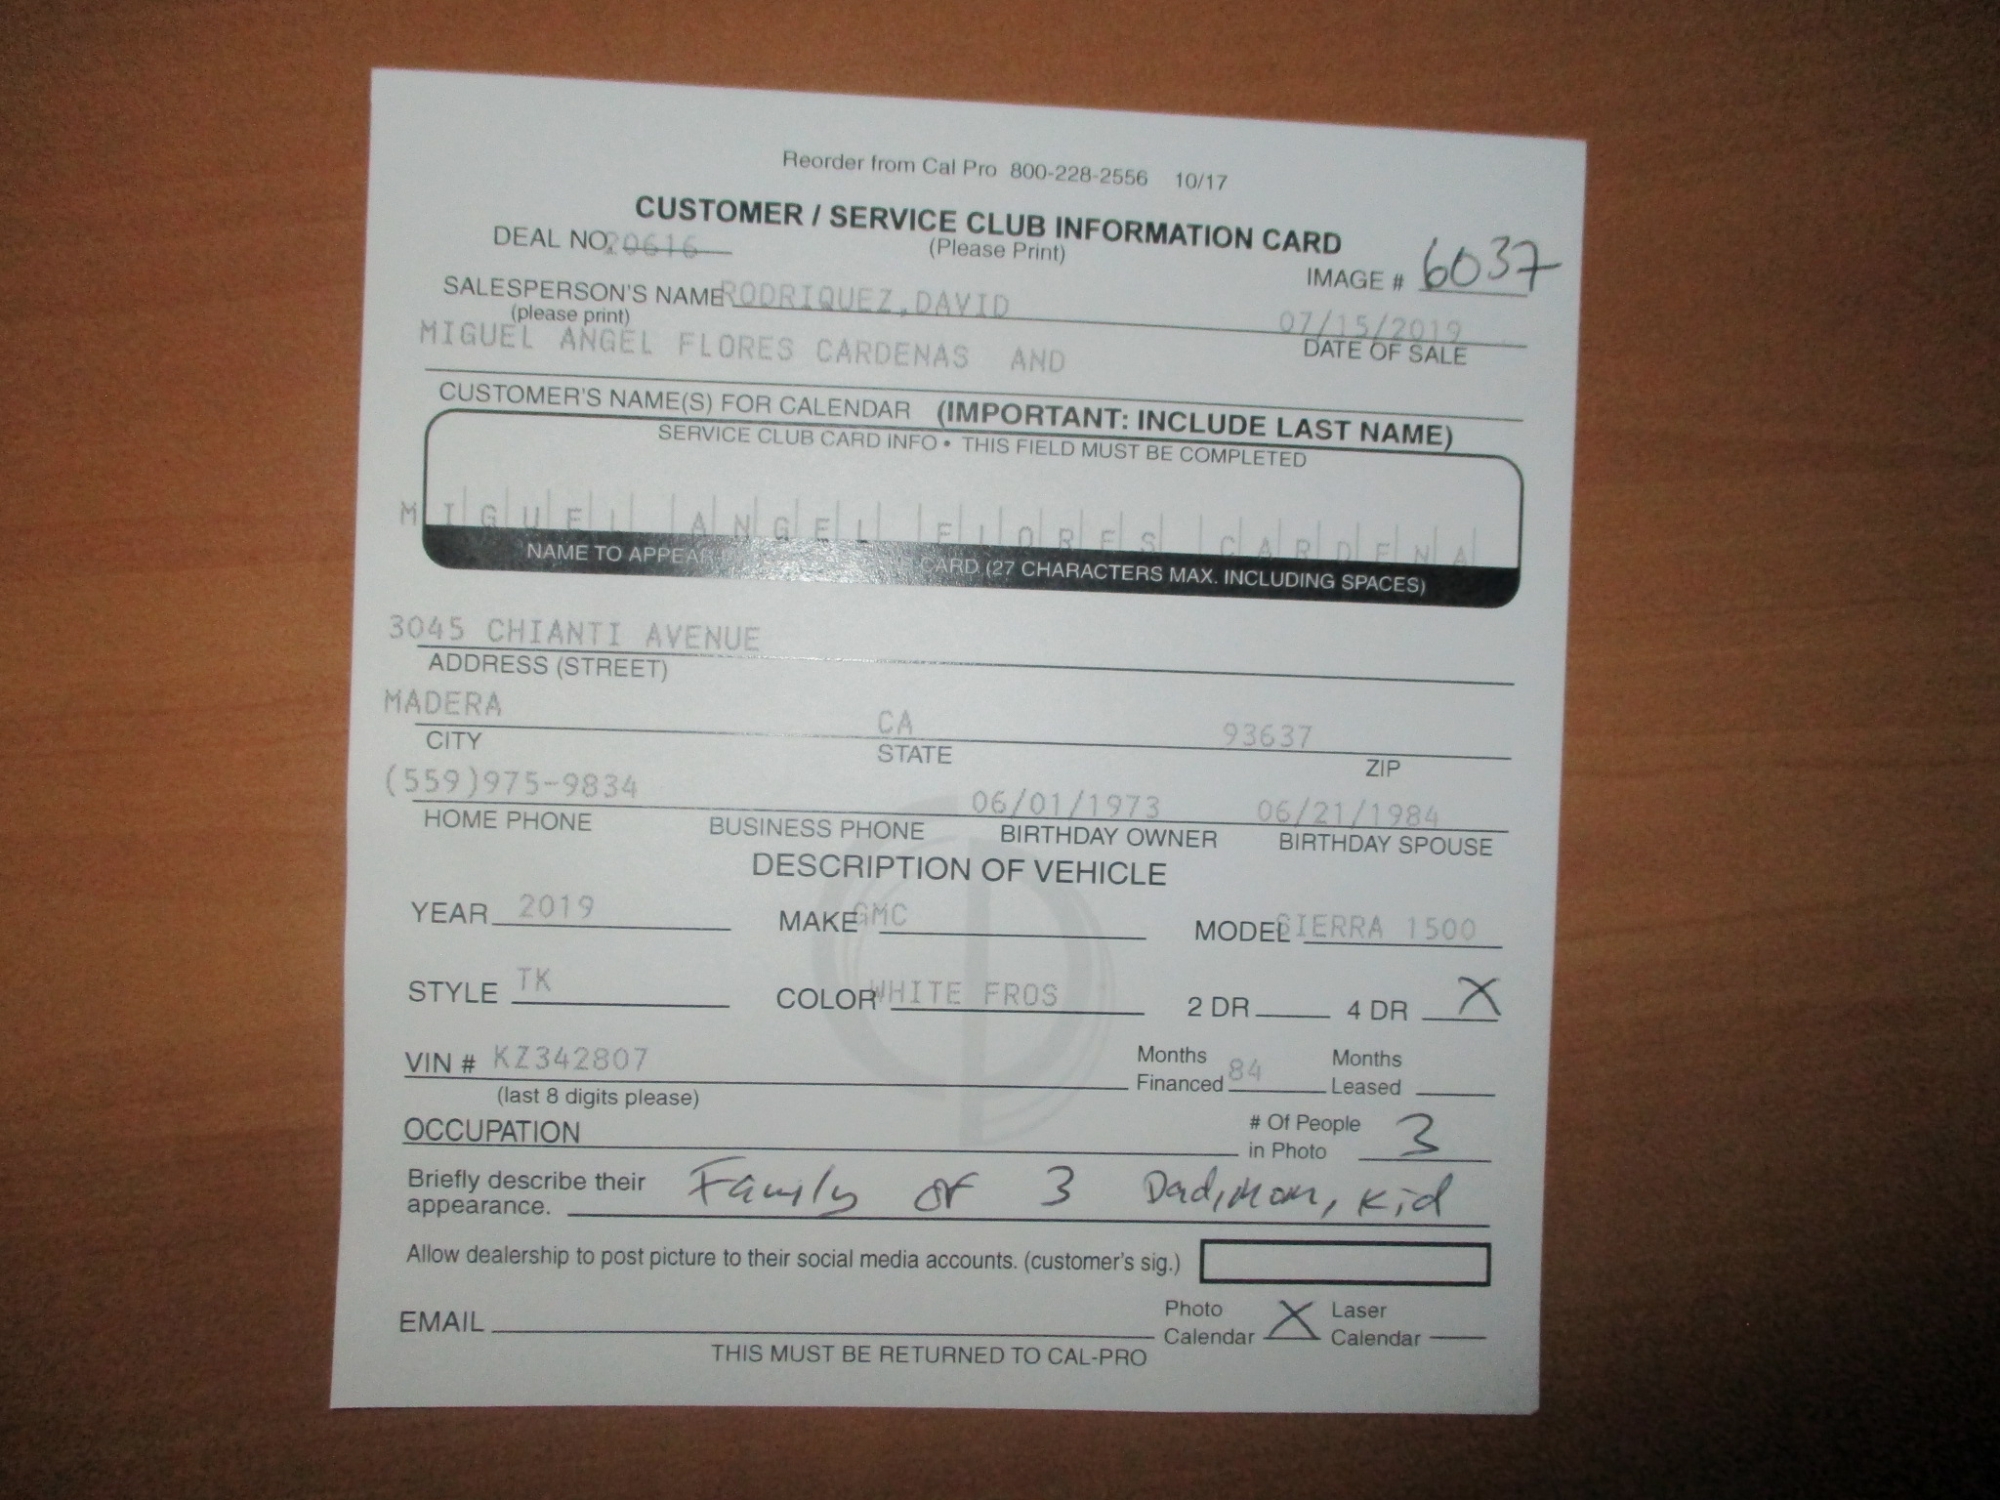 Reorder from Cal Pro 800-228-2556 10/17
CUSTOMER / SERVICE CLUB INFORMATION CARD
DEAL NO. 20616 (Please Print) IMAGE # 6037
SALESPERSON'S NAME RODRIQUEZ,DAVID 07/15/2019
(please print) DATE OF SALE
MIGUEL ANGEL FLORES CARDENAS AND
CUSTOMER'S NAME(S) FOR CALENDAR (IMPORTANT: INCLUDE LAST NAME)
SERVICE CLUB CARD INFO • THIS FIELD MUST BE COMPLETED
MIGUEL ANGEL FLORES CARDENA
NAME TO APPEAR CARD (27 CHARACTERS MAX. INCLUDING SPACES)
3045 CHIANTI AVENUE
ADDRESS (STREET)
MADERA CA 93637
CITY STATE ZIP
(559)975-9834 06/01/1973 06/21/1984
HOME PHONE BUSINESS PHONE BIRTHDAY OWNER BIRTHDAY SPOUSE
DESCRIPTION OF VEHICLE
YEAR 2019 MAKE GMC MODEL SIERRA 1500
STYLE TK COLOR WHITE FROS 2 DR 4 DR X
VIN # KZ342807 Months Financed 84 Months Leased
(last 8 digits please)
OCCUPATION # Of People in Photo 3
Briefly describe their appearance. Family of 3 Dad, Mom, Kid
Allow dealership to post picture to their social media accounts. (customer's sig.)
EMAIL Photo Calendar X Laser Calendar
THIS MUST BE RETURNED TO CAL-PRO